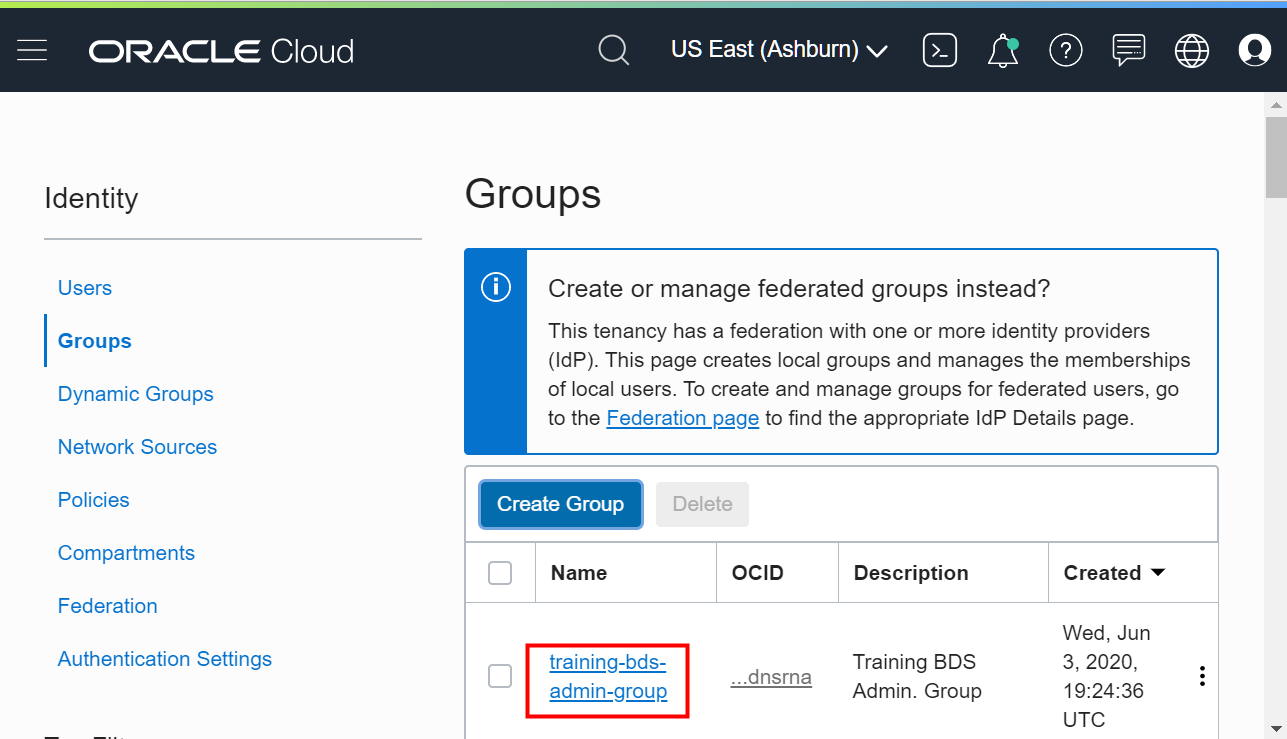 ORACLE Cloud
US East (Ashburn)
Identity
Users
Groups
Dynamic Groups
Network Sources
Policies
Compartments
Federation
Authentication Settings
Groups
Create or manage federated groups instead?
This tenancy has a federation with one or more identity providers
(IdP). This page creates local groups and manages the memberships
of local users. To create and manage groups for federated users, go
to the Federation page to find the appropriate IdP Details page.
Create Group Delete
Name OCID Description Created
training-bds-
admin-group
...dnsrna
Training BDS
Admin. Group
Wed, Jun
3, 2020,
19:24:36
UTC